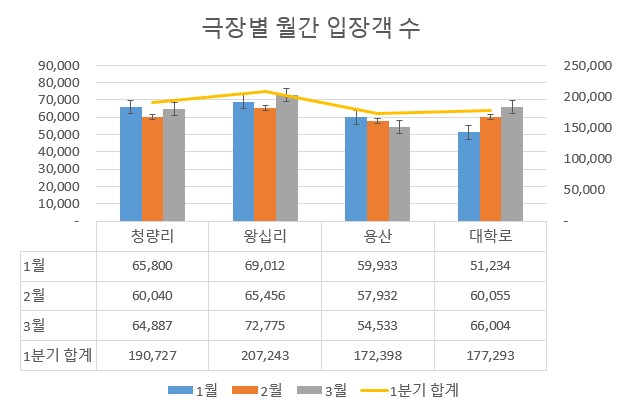 극장별 월간 입장객 수
90,000 250,000
80,000
70,000 200,000
60,000
50,000 150,000
40,000 100,000
30,000
20,000 50,000
10,000
- -
청량리 왕십리 용산 대학로
1월 65,800 69,012 59,933 51,234
2월 60,040 65,456 57,932 60,055
3월 64,887 72,775 54,533 66,004
1분기 합계 190,727 207,243 172,398 177,293
1월 2월 3월 1분기 합계